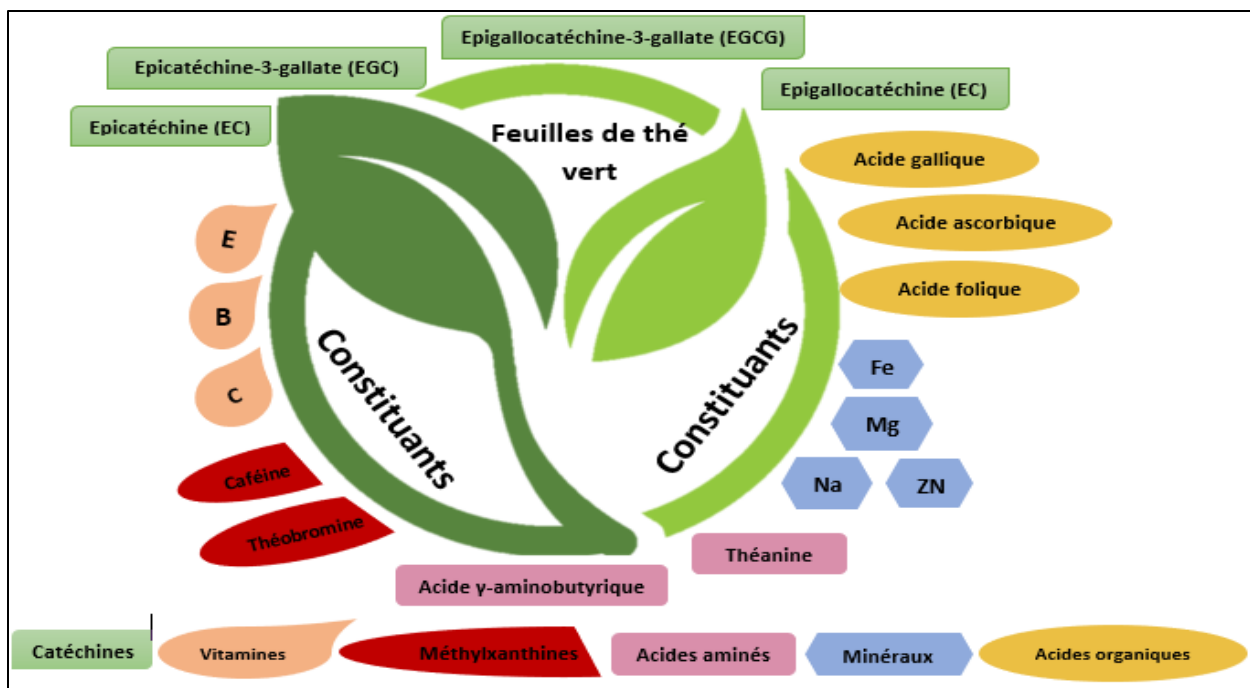 Epigallocatéchine-3-gallate (EGCG)
Epicatéchine-3-gallate (EGC)
Epigallocatéchine (EC)
Epicatéchine (EC)
Feuilles de thé
vert
Acide gallique
Acide ascorbique
Acide folique
E
B
C
Constituants
Constituants
Fe
Mg
Na
ZN
Caféine
Théobromine
Théanine
Acide γ-aminobutyrique
Catéchines
Vitamines
Méthylxanthines
Acides aminés
Minéraux
Acides organiques